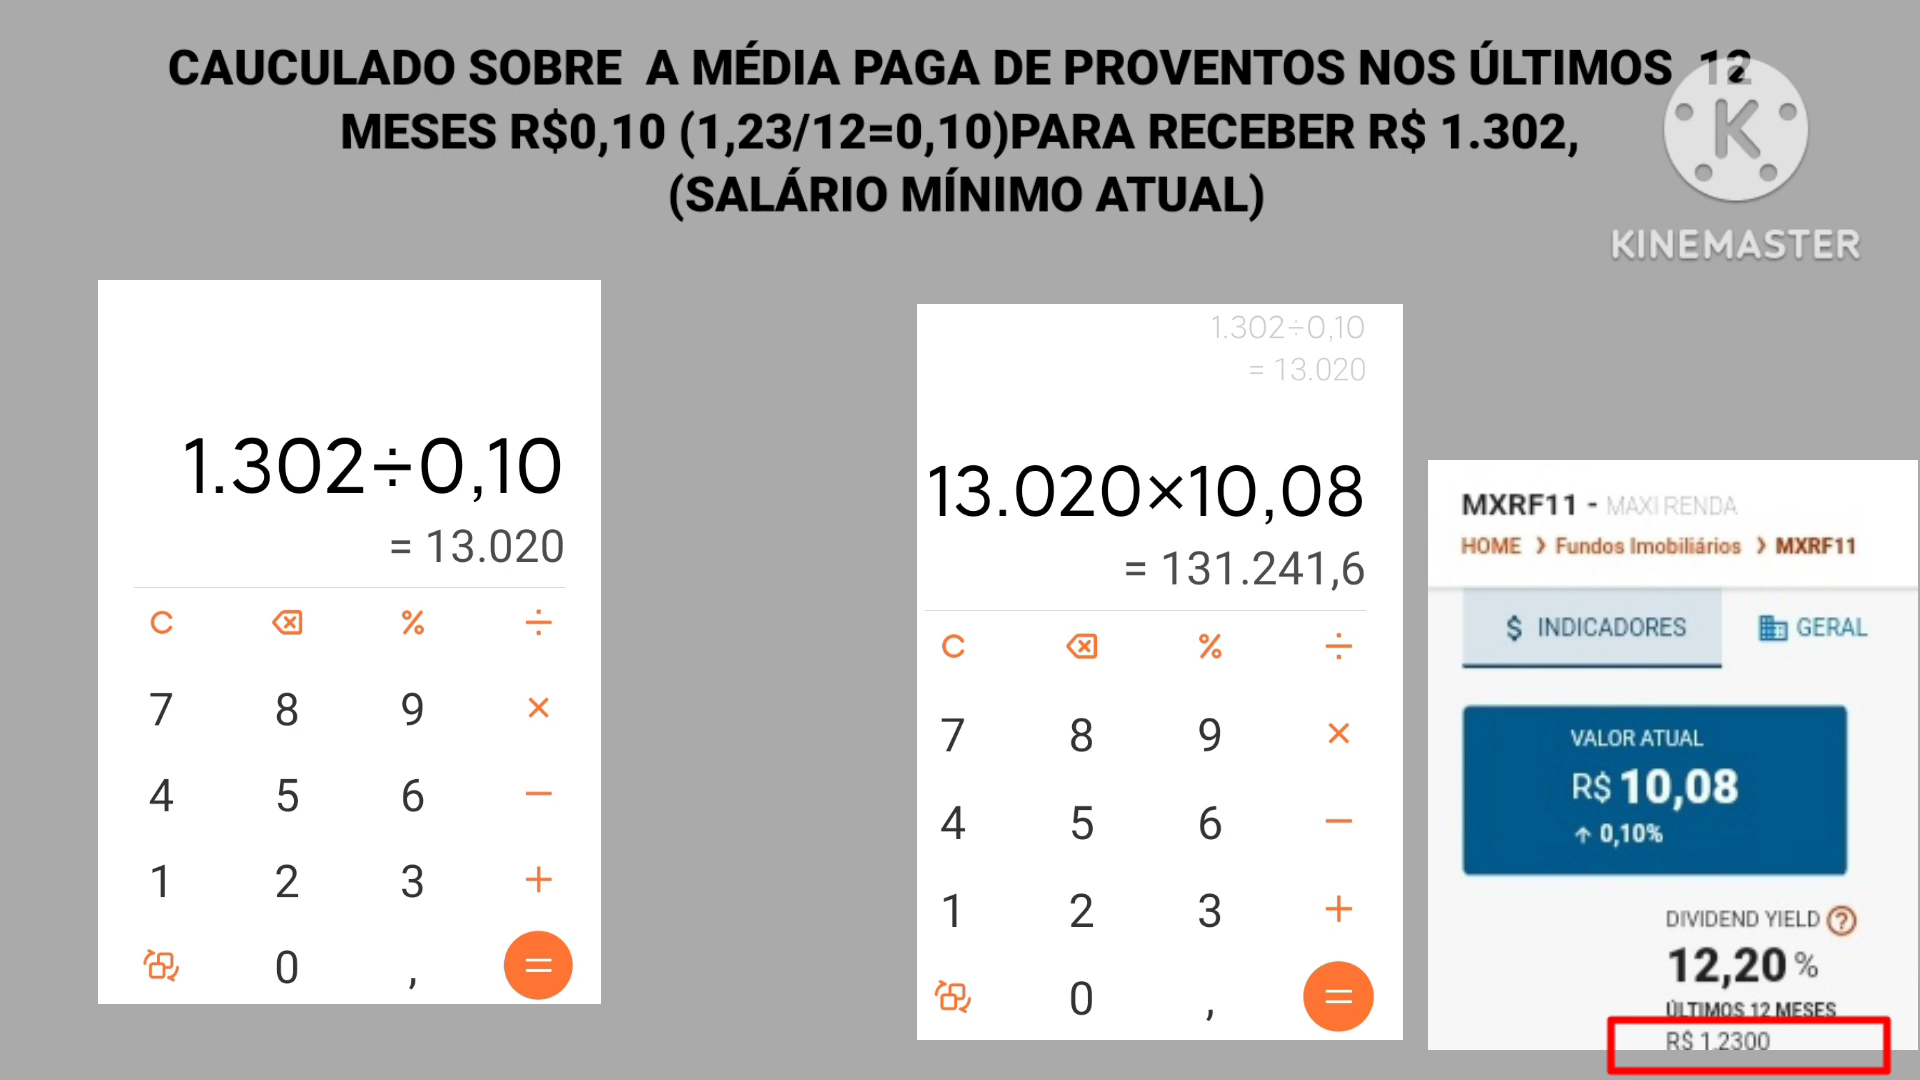 CAUCULADO SOBRE A MÉDIA PAGA DE PROVENTOS NOS ÚLTIMOS 12
MESES R$0,10 (1,23/12=0,10)PARA RECEBER R$ 1.302,
(SALÁRIO MÍNIMO ATUAL)
K
KINEMASTER
1.302÷0,10
= 13.020
C % ÷
7 8 9 ×
4 5 6 −
1 2 3 +
0 , =
1.302÷0,10
= 13.020
13.020×10,08
= 131.241,6
C % ÷
7 8 9 ×
4 5 6 −
1 2 3 +
0 , =
MXRF11 - MAXI RENDA
HOME > Fundos Imobiliários > MXRF11
$ INDICADORES GERAL
VALOR ATUAL
R$ 10,08
↑ 0,10%
DIVIDEND YIELD ?
12,20 %
ÚLTIMOS 12 MESES
R$ 1,2300